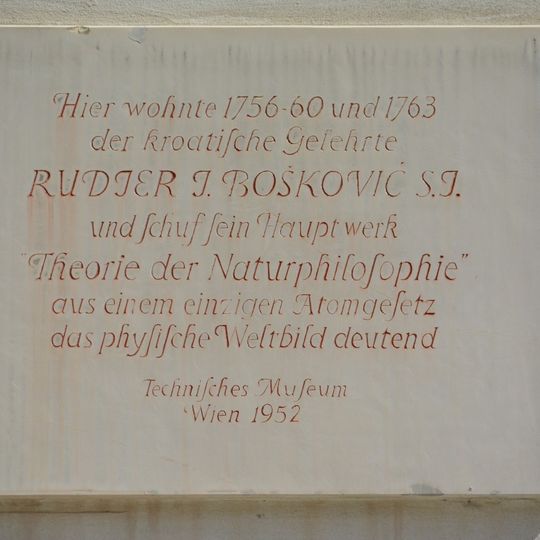 Hier wohnte 1756-60 und 1763
der kroatiſche Gelehrte
RUDJER J. BOŠKOVIĆ S.J.
und ſchuf ſein Hauptwerk
"Theorie der Naturphiloſophie"
aus einem einzigen Atomgeſetz
das phyſiſche Weltbild deutend
Techniſches Muſeum
Wien 1952